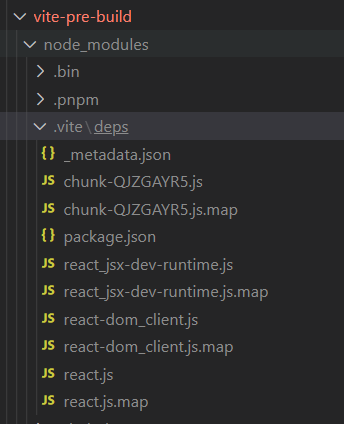 vite-pre-build
node_modules
.bin
.pnpm
.vite\deps
{} _metadata.json
JS chunk-QJZGAYR5.js
JS chunk-QJZGAYR5.js.map
{} package.json
JS react_jsx-dev-runtime.js
JS react_jsx-dev-runtime.js.map
JS react-dom_client.js
JS react-dom_client.js.map
JS react.js
JS react.js.map